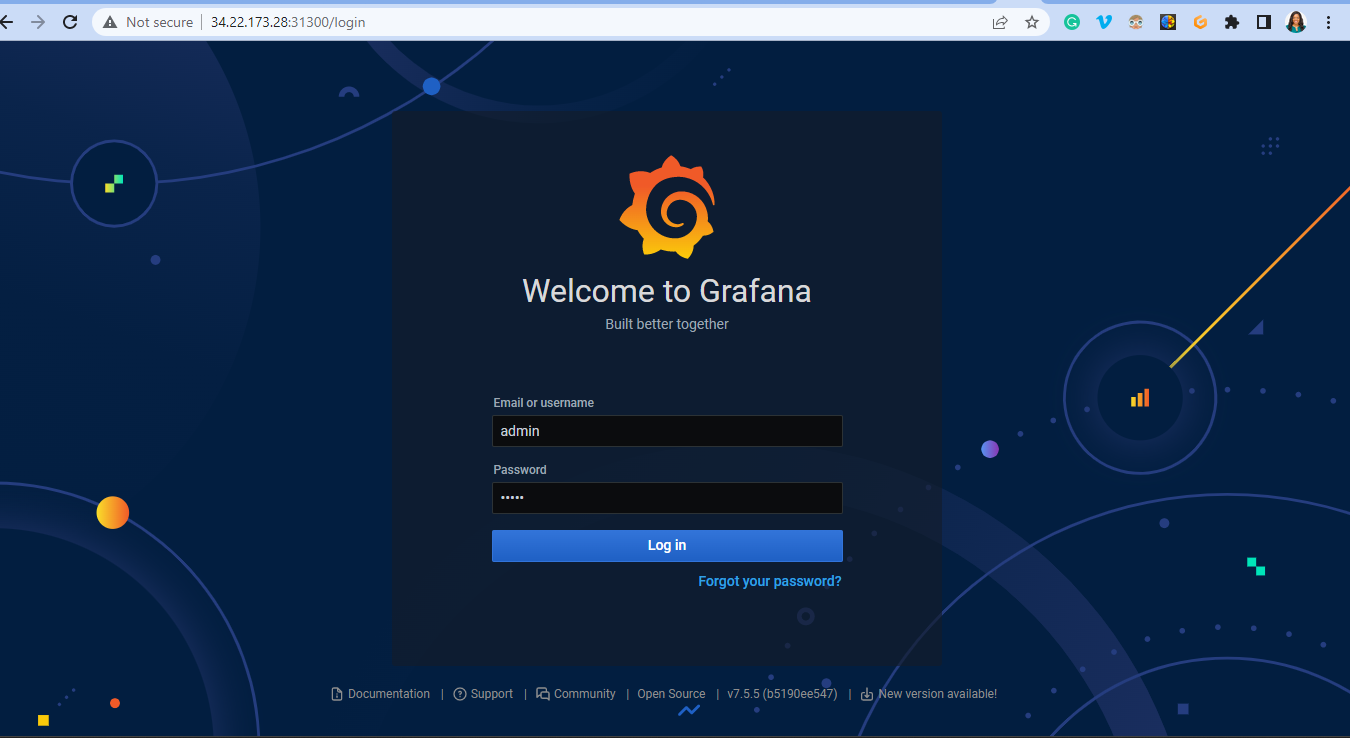 Not secure | 34.22.173.28:31300/login
Welcome to Grafana
Built better together
Email or username
admin
Password
•••••
Log in
Forgot your password?
Documentation | Support | Community | Open Source | v7.5.5 (b5190ee547) | New version available!